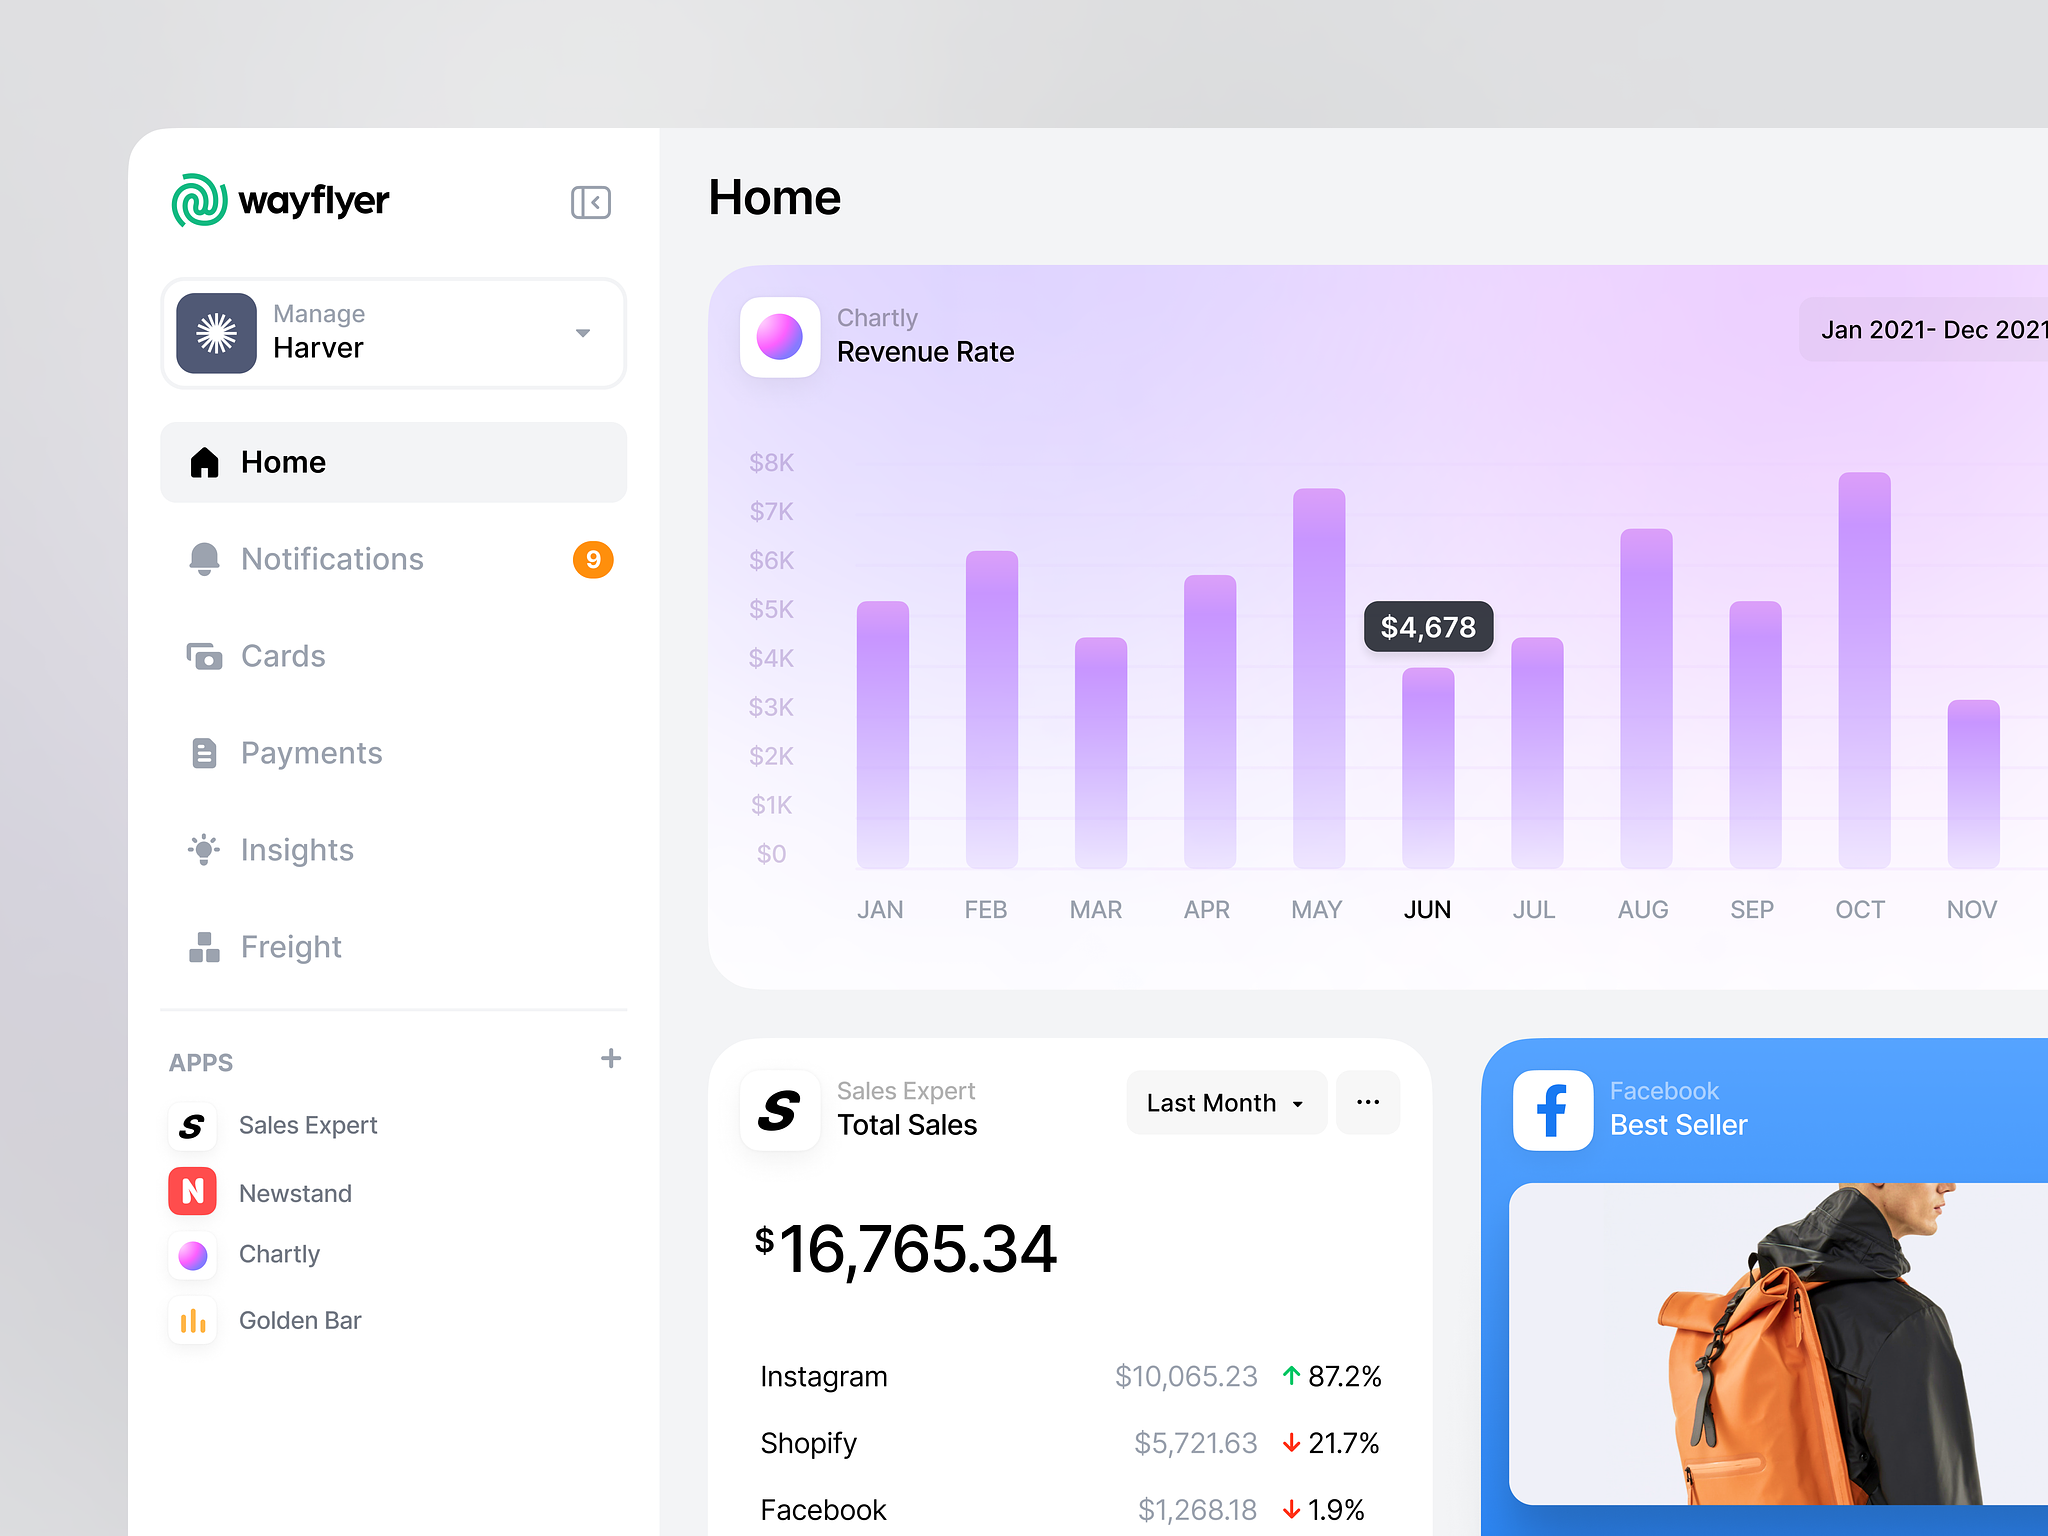 wayflyer
Manage
Harver
Home
Notifications
9
Cards
Payments
Insights
Freight
APPS
Sales Expert
Newstand
Chartly
Golden Bar
Home
Chartly
Revenue Rate
Jan 2021- Dec 2021
$8K
$7K
$6K
$5K
$4K
$3K
$2K
$1K
$0
$4,678
JAN FEB MAR APR MAY JUN JUL AUG SEP OCT NOV
Sales Expert
Total Sales
Last Month
$16,765.34
Instagram $10,065.23 87.2%
Shopify $5,721.63 21.7%
Facebook $1,268.18 1.9%
Facebook
Best Seller